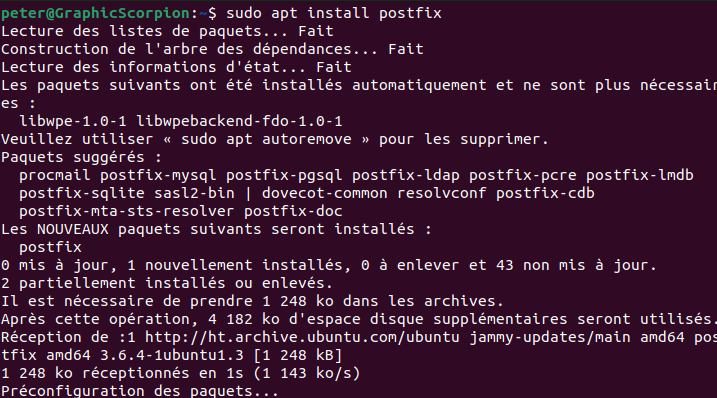 peter@GraphicScorpion:~$ sudo apt install postfix
Lecture des listes de paquets... Fait
Construction de l'arbre des dépendances... Fait
Lecture des informations d'état... Fait
Les paquets suivants ont été installés automatiquement et ne sont plus nécessair
es :
  libwpe-1.0-1 libwpebackend-fdo-1.0-1
Veuillez utiliser « sudo apt autoremove » pour les supprimer.
Paquets suggérés :
  procmail postfix-mysql postfix-pgsql postfix-ldap postfix-pcre postfix-lmdb
  postfix-sqlite sasl2-bin | dovecot-common resolvconf postfix-cdb
  postfix-mta-sts-resolver postfix-doc
Les NOUVEAUX paquets suivants seront installés :
  postfix
0 mis à jour, 1 nouvellement installés, 0 à enlever et 43 non mis à jour.
2 partiellement installés ou enlevés.
Il est nécessaire de prendre 1 248 ko dans les archives.
Après cette opération, 4 182 ko d'espace disque supplémentaires seront utilisés.
Réception de :1 http://ht.archive.ubuntu.com/ubuntu jammy-updates/main amd64 pos
tfix amd64 3.6.4-1ubuntu1.3 [1 248 kB]
1 248 ko réceptionnés en 1s (1 143 ko/s)
Préconfiguration des paquets...